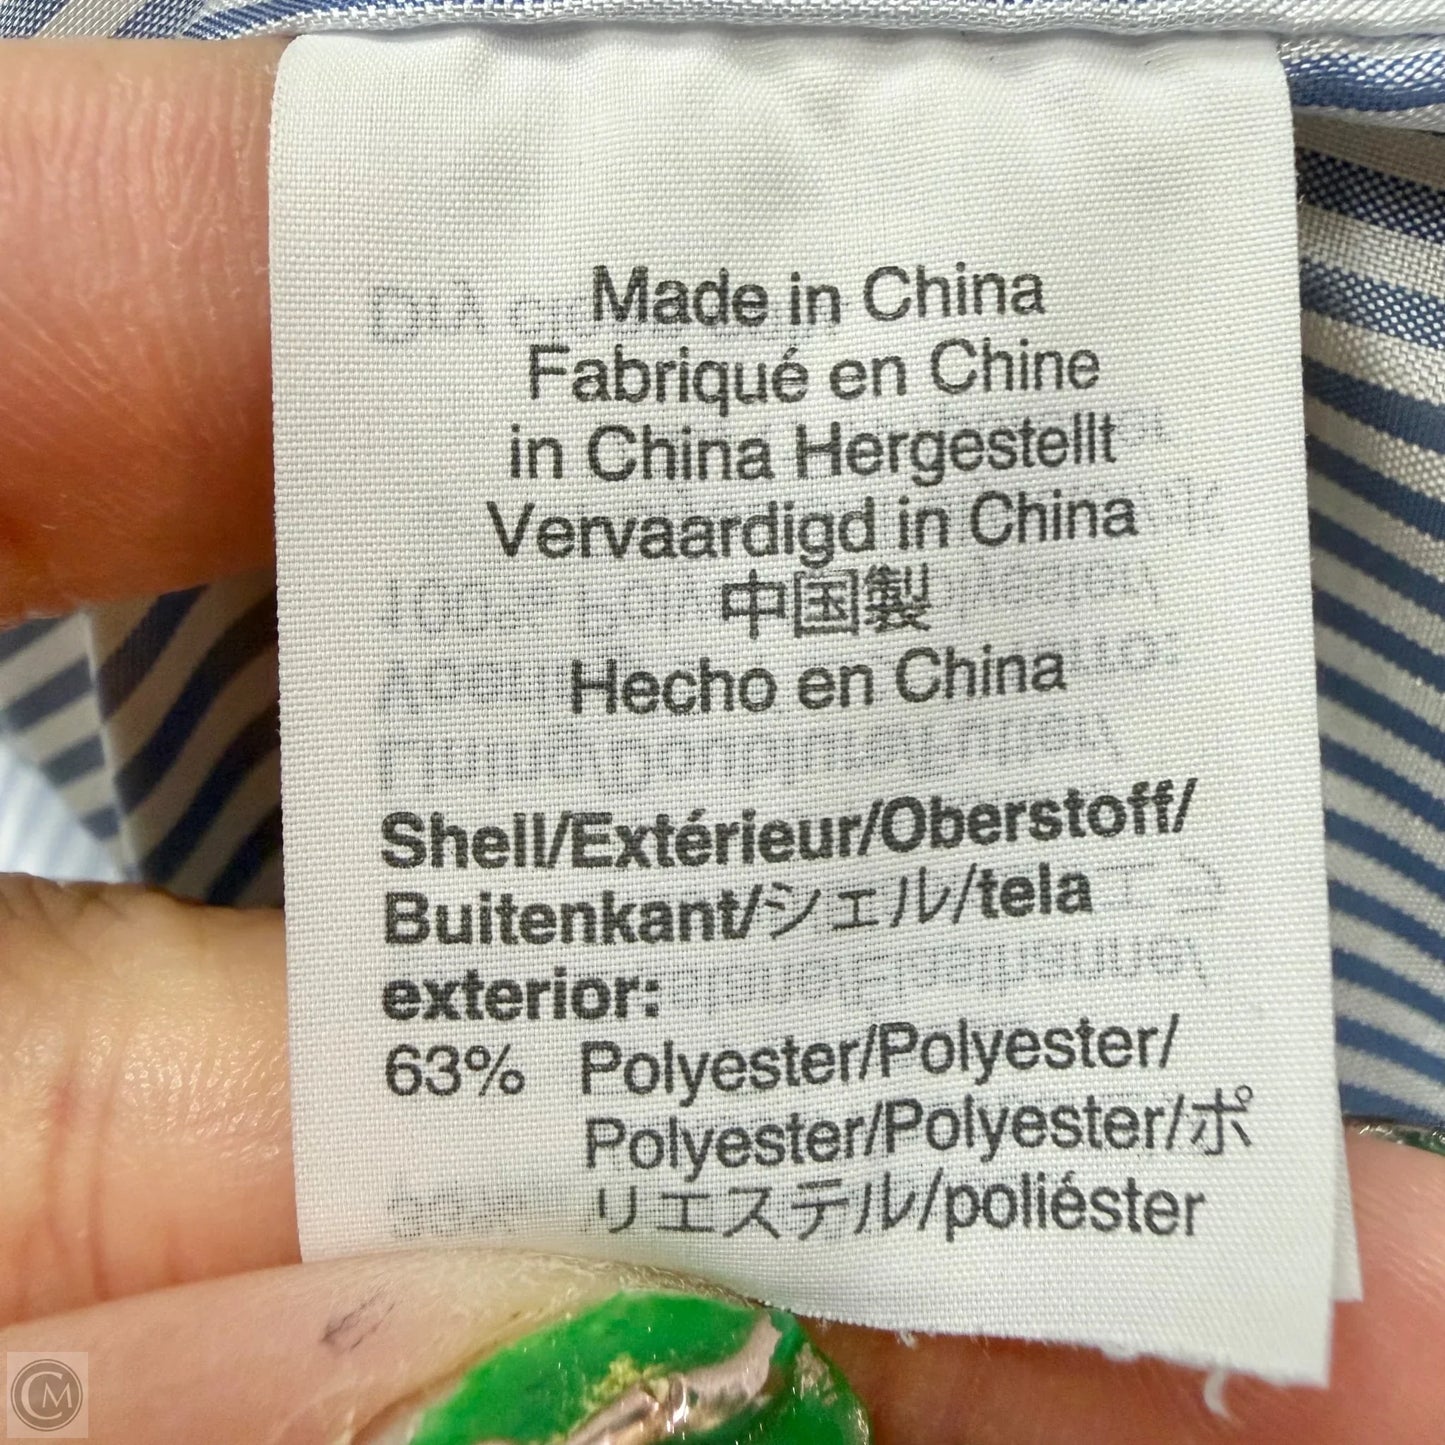 Made in China
Fabriqué en Chine
in China Hergestellt
Vervaardigd in China
中国製
Hecho en China
Shell/Extérieur/Oberstoff/
Buitenkant/シェル/tela
exterior:
63% Polyester/Polyester/
Polyester/Polyester/ポ
リエステル/poliéster
CM